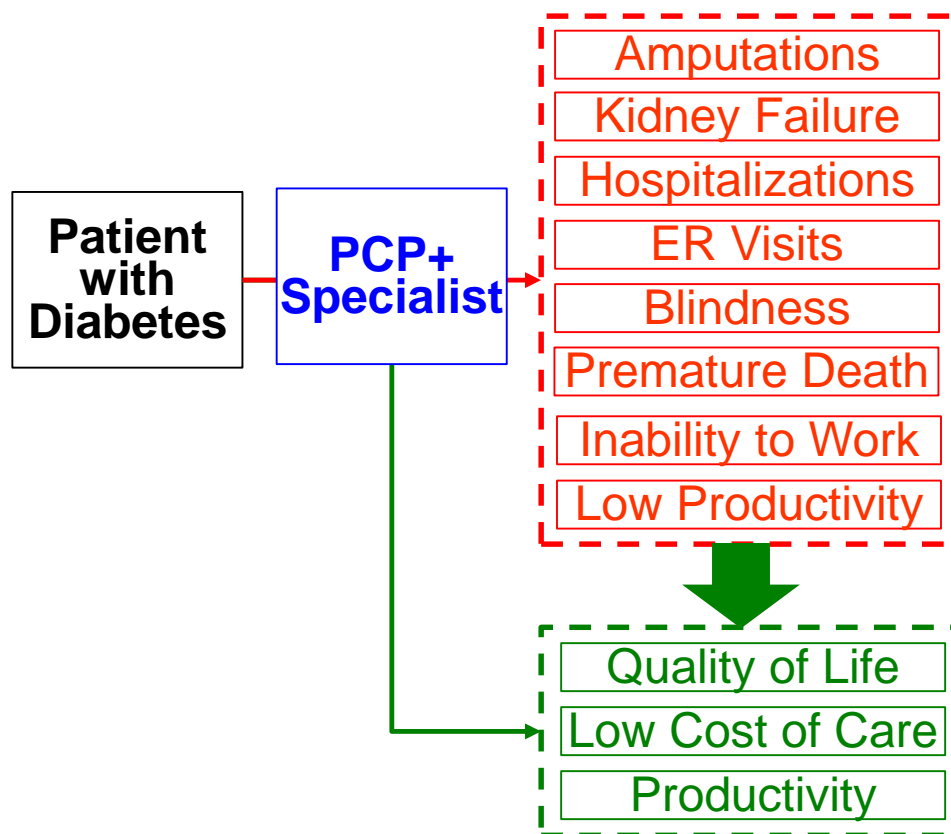 Patient
with
Diabetes
PCP+
Specialist
Amputations
Kidney Failure
Hospitalizations
ER Visits
Blindness
Premature Death
Inability to Work
Low Productivity
Quality of Life
Low Cost of Care
Productivity